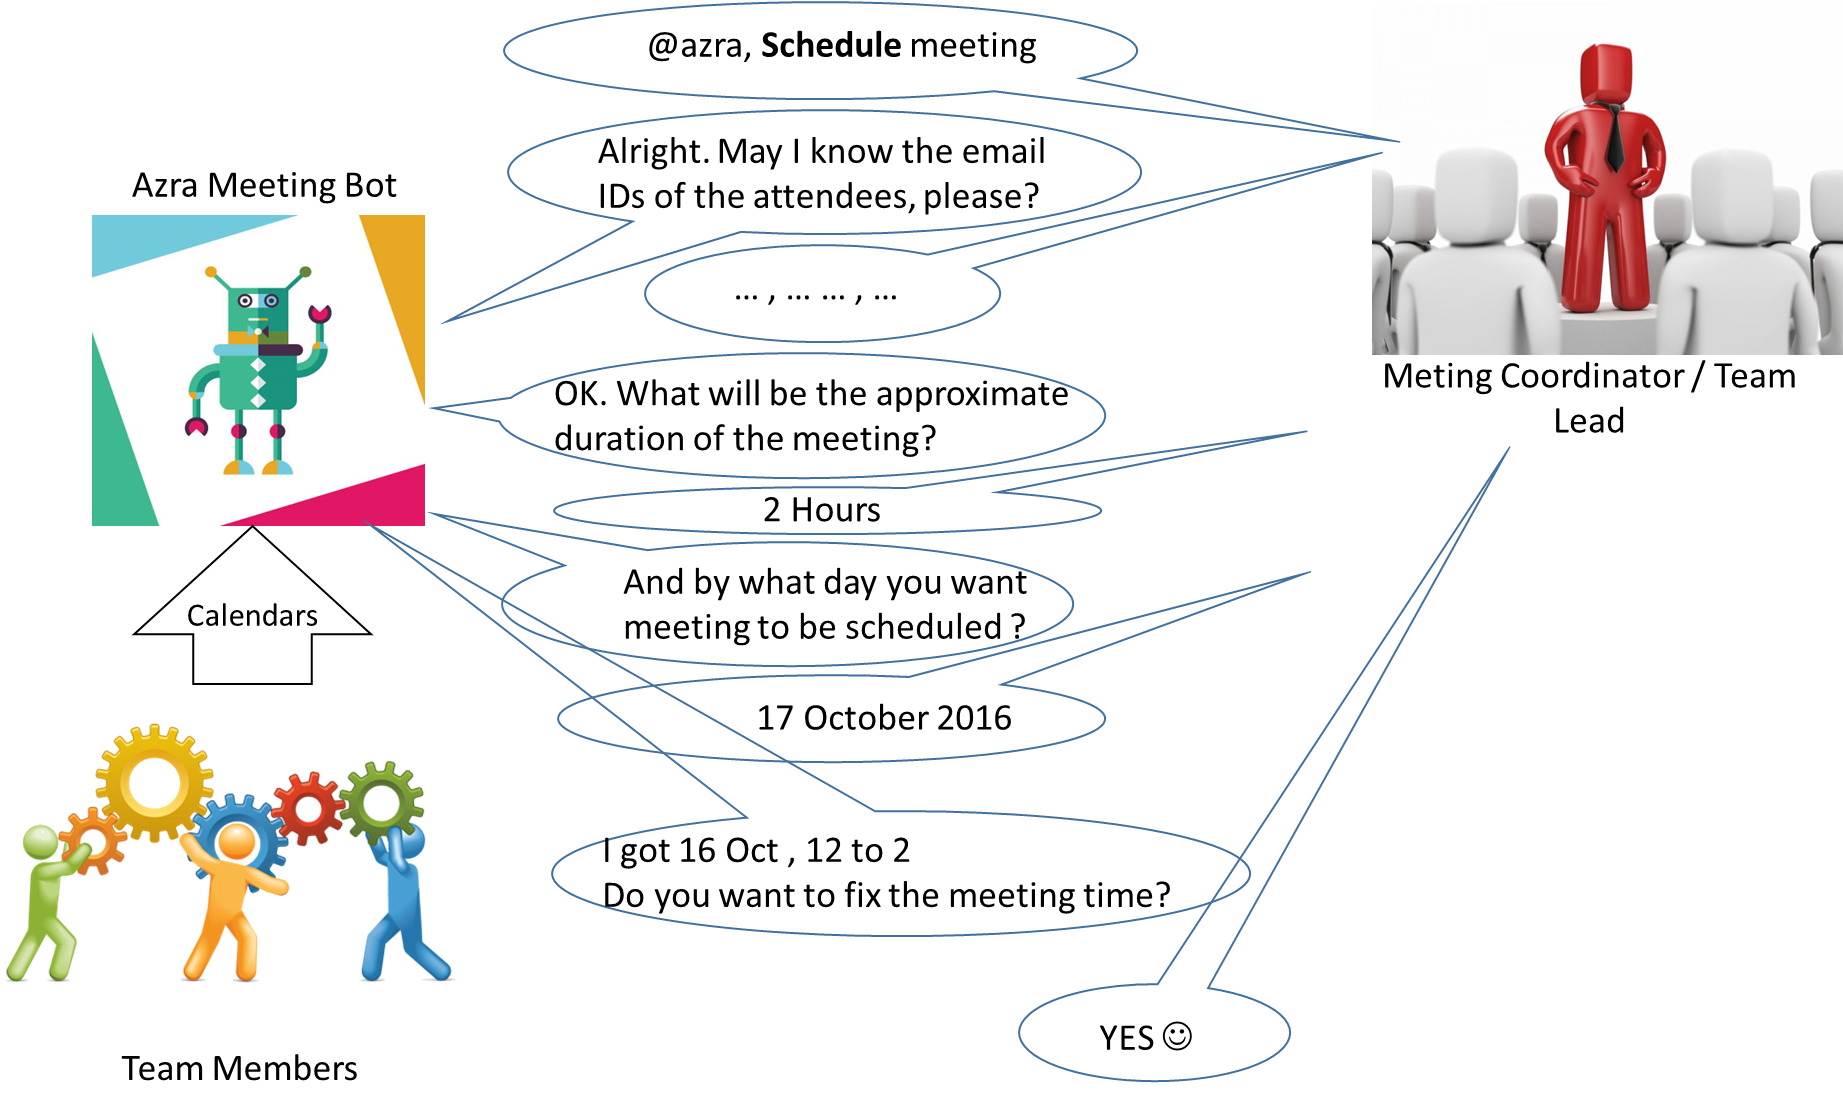 @azra, Schedule meeting
Alright. May I know the email
IDs of the attendees, please?
Azra Meeting Bot
... , ... ... , ...
Meting Coordinator / Team
Lead
OK. What will be the approximate
duration of the meeting?
2 Hours
And by what day you want
meeting to be scheduled ?
Calendars
17 October 2016
I got 16 Oct , 12 to 2
Do you want to fix the meeting time?
YES ☺
Team Members